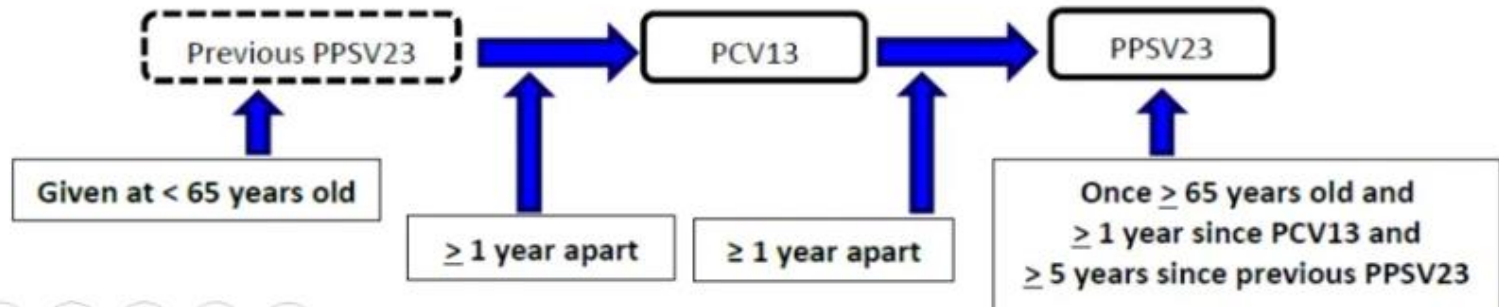 Previous PPSV23
PCV13
PPSV23
Given at < 65 years old
≥ 1 year apart
≥ 1 year apart
Once ≥ 65 years old and
≥ 1 year since PCV13 and
≥ 5 years since previous PPSV23